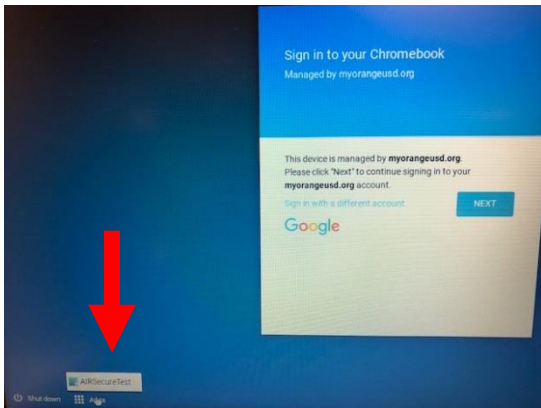 Sign in to your Chromebook
Managed by myorangeusd.org
This device is managed by myorangeusd.org.
Please click "Next" to continue signing in to your
myorangeusd.org account.
Sign in with a different account
NEXT
Google
AIRSecureTest
Shut down
Apps